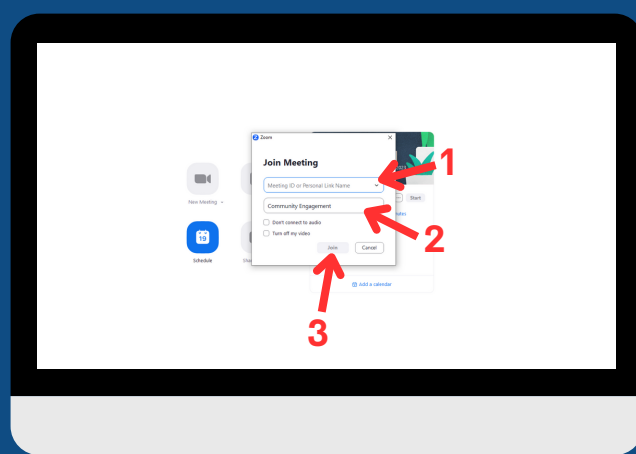 Zoom
Join Meeting
Meeting ID or Personal Link Name
Community Engagement
Don't connect to audio
Turn off my video
Join
Cancel
New Meeting
19
Schedule
Start
Add a calendar
1
2
3